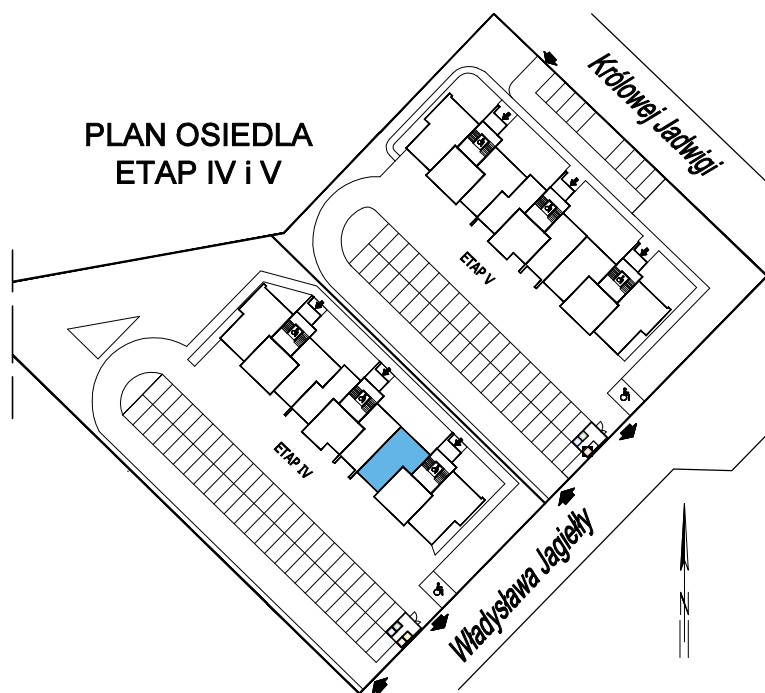 PLAN OSIEDLA
ETAP IV i V
Królowej Jadwigi
ETAP V
ETAP IV
Władysława Jagiełły
N